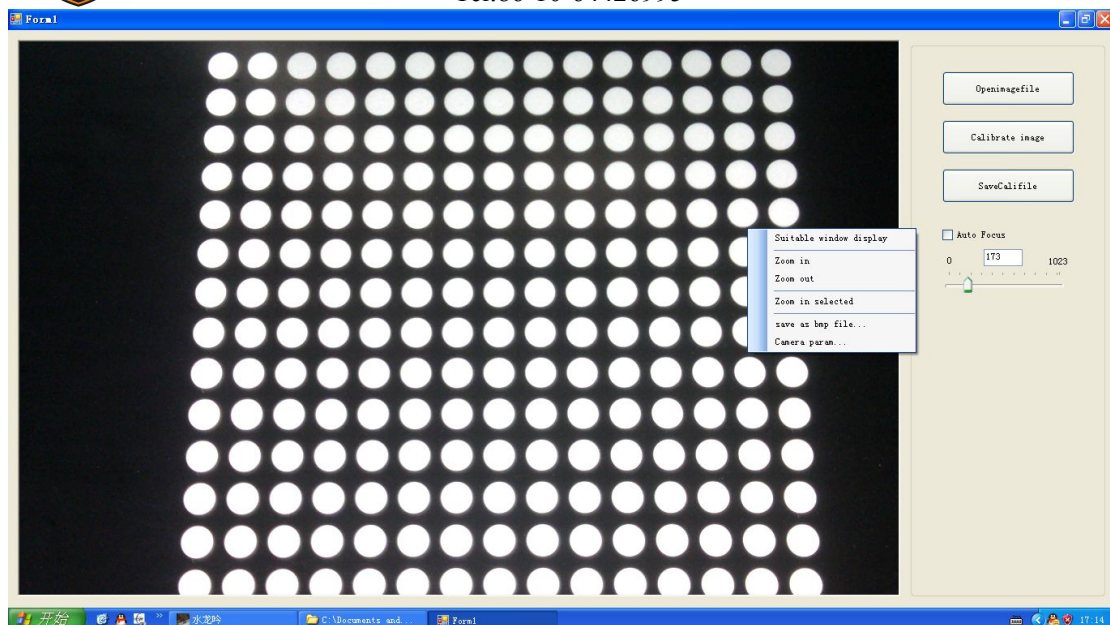 Form1
Openimagefile
Calibrate image
SaveCalifile
Auto Focus
0
173
1023
Suitable window display
Zoom in
Zoom out
Zoom in selected
save as bmp file...
Camera param...
开始
水龙吟
C:\Documents and...
Form1
17:14